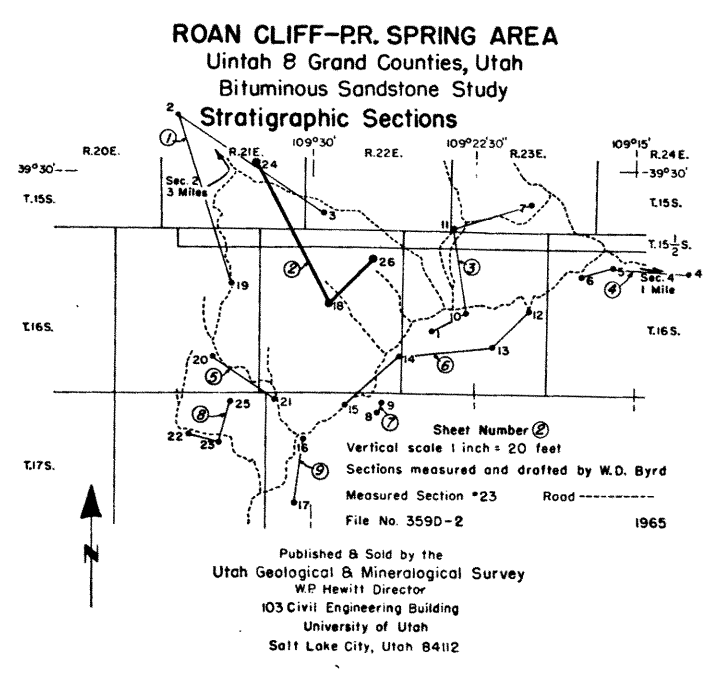 ROAN CLIFF-P.R. SPRING AREA
Uintah 8 Grand Counties, Utah
Bituminous Sandstone Study
Stratigraphic Sections
2
1
R.20E.
R.21E.
109°30'
R.22E.
109°22'30"
R.23E.
109°15'
R.24E.
39°30'
24
39°30'
Sec. 2
3 Miles
T.15S.
3
7
T.15S.
11
T.15 1/2 S.
26
2
3
6
5
4
Sec. 4
1 Mile
4
19
18
10
12
T.16S.
1
T.16S.
20
14
13
5
6
25
21
15
9
8
7
8
22
23
16
Sheet Number 2
Vertical scale 1 inch = 20 feet
T.17S.
9
Sections measured and drafted by W.D. Byrd
17
Measured Section #23 Road
File No. 359D-2 1965
N
Published & Sold by the
Utah Geological & Mineralogical Survey
W.P. Hewitt Director
103 Civil Engineering Building
University of Utah
Salt Lake City, Utah 84112